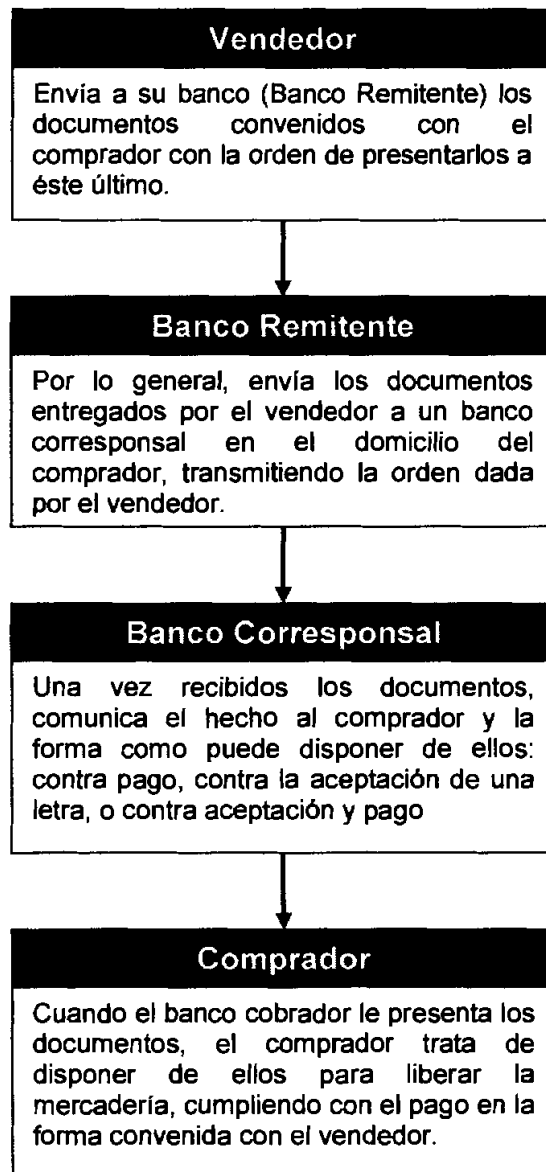 Vendedor
Envía a su banco (Banco Remitente) los
documentos convenidos con el
comprador con la orden de presentarlos a
éste último.
Banco Remitente
Por lo general, envía los documentos
entregados por el vendedor a un banco
corresponsal en el domicilio del
comprador, transmitiendo la orden dada
por el vendedor.
Banco Corresponsal
Una vez recibidos los documentos,
comunica el hecho al comprador y la
forma como puede disponer de ellos:
contra pago, contra la aceptación de una
letra, o contra aceptación y pago
Comprador
Cuando el banco cobrador le presenta los
documentos, el comprador trata de
disponer de ellos para liberar la
mercadería, cumpliendo con el pago en la
forma convenida con el vendedor.